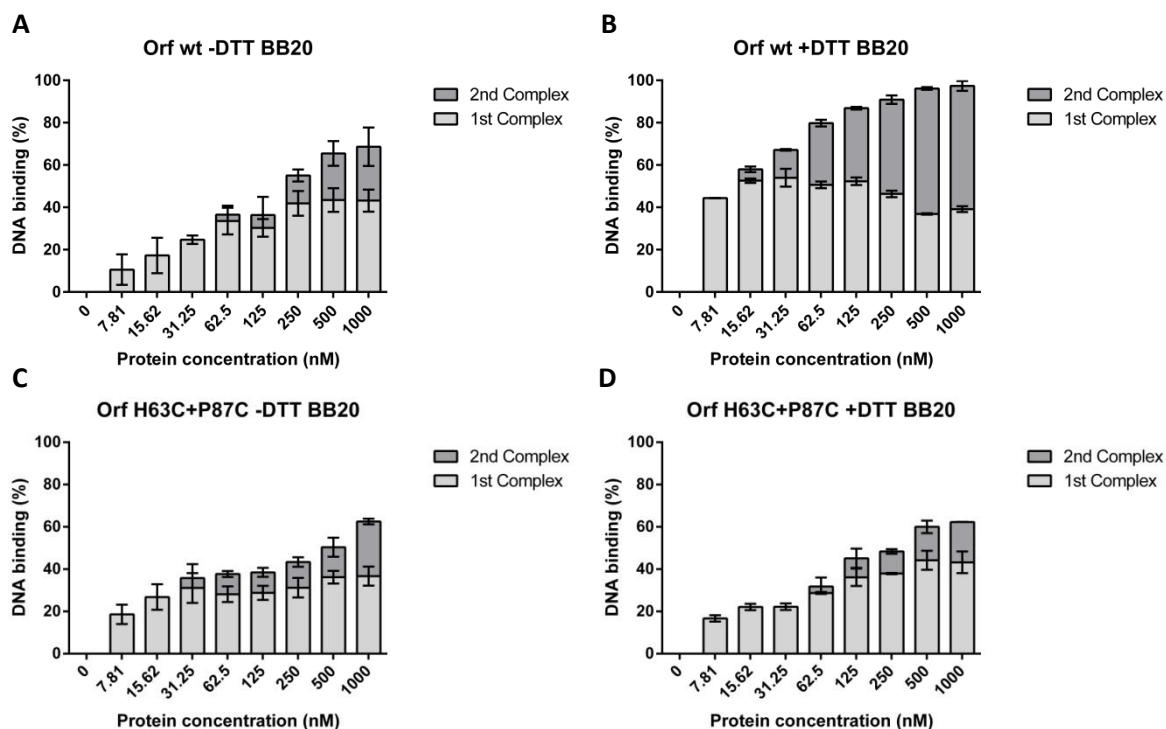 A
Orf wt -DTT BB20
DNA binding (%)
100
80
60
40
20
0
0
7.81
15.62
31.25
62.5
125
250
500
1000
Protein concentration (nM)
2nd Complex
1st Complex
B
Orf wt +DTT BB20
DNA binding (%)
100
80
60
40
20
0
0
7.81
15.62
31.25
62.5
125
250
500
1000
Protein concentration (nM)
2nd Complex
1st Complex
C
Orf H63C+P87C -DTT BB20
DNA binding (%)
100
80
60
40
20
0
0
7.81
15.62
31.25
62.5
125
250
500
1000
Protein concentration (nM)
2nd Complex
1st Complex
D
Orf H63C+P87C +DTT BB20
DNA binding (%)
100
80
60
40
20
0
0
7.81
15.62
31.25
62.5
125
250
500
1000
Protein concentration (nM)
2nd Complex
1st Complex